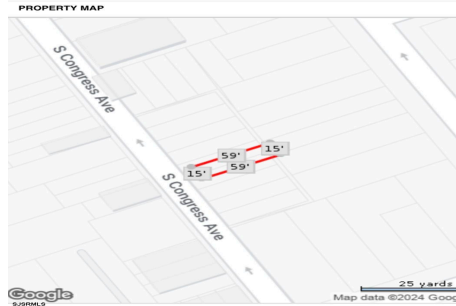 PROPERTY MAP
S Congress Ave
59'
15'
59'
15'
S Congress Ave
25 yards
Google
Map data ©2024 Goog
SJSRMLS